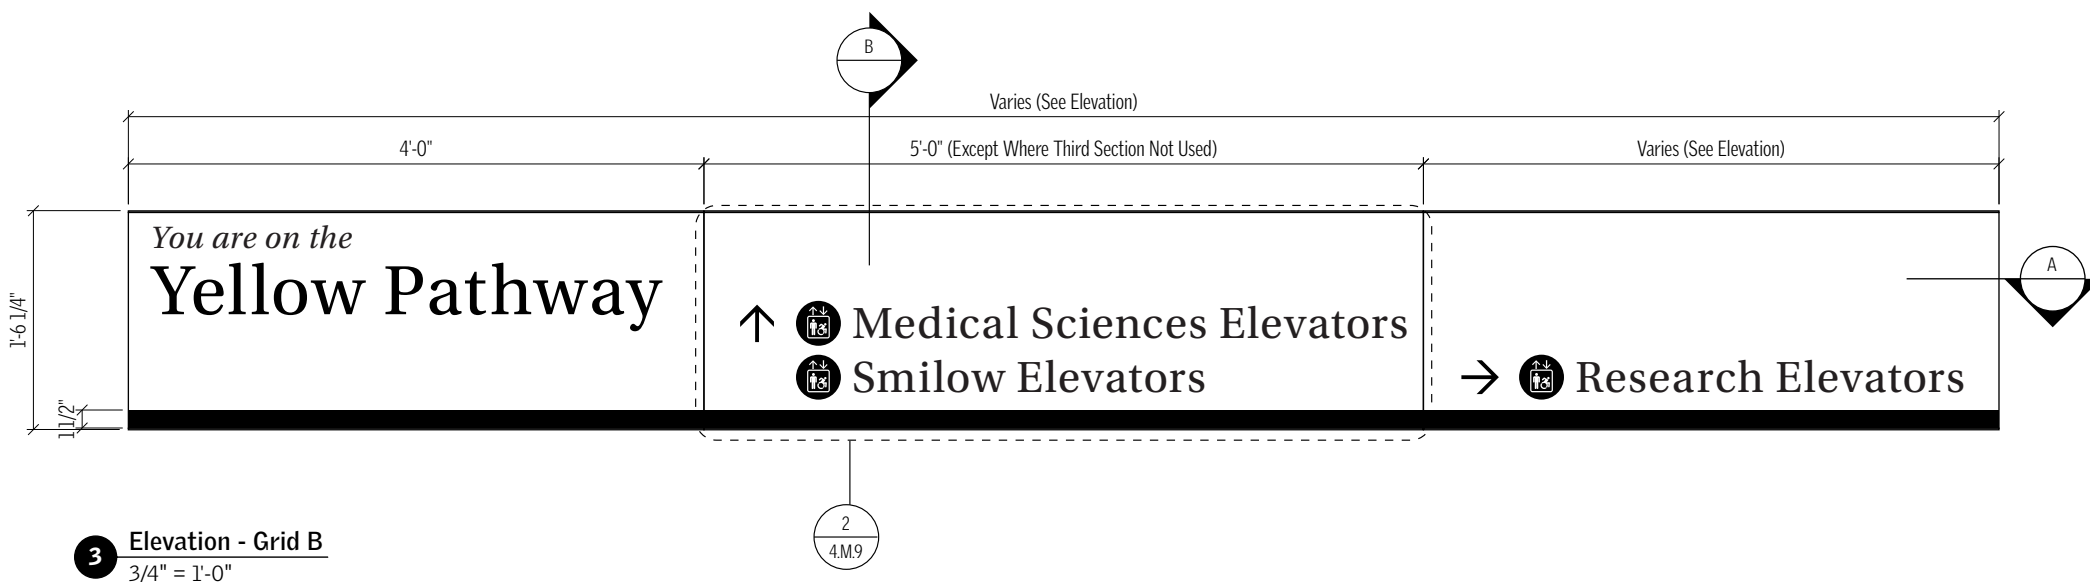 B
Varies (See Elevation)
4'-0"
5'-0" (Except Where Third Section Not Used)
Varies (See Elevation)
You are on the
Yellow Pathway
1'-6 1/4"
1 1/2"
Medical Sciences Elevators
Smilow Elevators
Research Elevators
A
2
4.M.9
3
Elevation - Grid B
3/4" = 1'-0"